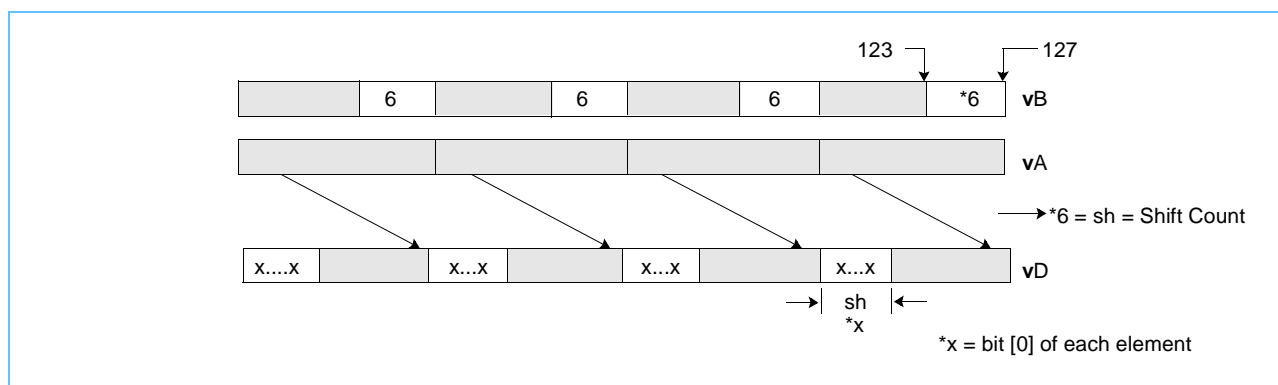 123 127
6 6 6 *6 vB
vA
*6 = sh = Shift Count
x....x x...x x...x x...x vD
sh
*x
*x = bit [0] of each element